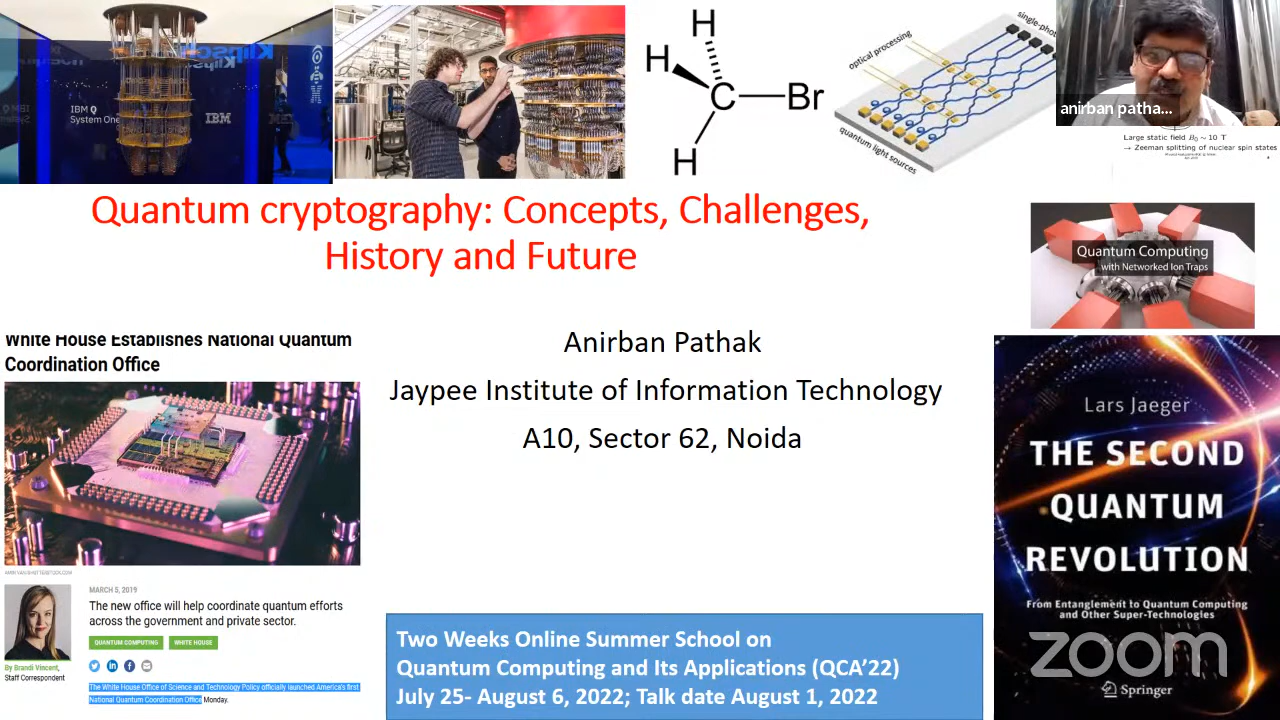 IBM Q
System One
IBM
H
H
C
Br
H
single-phot
optical processing
quantum light sources
anirban patha...
Large static field B₀ ~ 10 T
→ Zeeman splitting of nuclear spin states
Quantum cryptography: Concepts, Challenges,
History and Future
Quantum Computing
with Networked Ion Traps
Anirban Pathak
Jaypee Institute of Information Technology
A10, Sector 62, Noida
White House Establishes National Quantum
Coordination Office
MARCH 5, 2019
The new office will help coordinate quantum efforts
across the government and private sector.
QUANTUM COMPUTING
WHITE HOUSE
By Brandi Vincent,
Staff Correspondent
The White House Office of Science and Technology Policy officially launched America's first
National Quantum Coordination Office Monday.
Two Weeks Online Summer School on
Quantum Computing and Its Applications (QCA'22)
July 25- August 6, 2022; Talk date August 1, 2022
Lars Jaeger
THE SECOND
QUANTUM
REVOLUTION
From Entanglement to Quantum Computing
and Other Super-Technologies
zoom
Springer